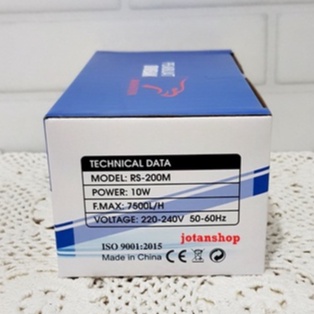 TECHNICAL DATA
MODEL: RS-200M
POWER: 10W
F.MAX: 7500L/H
VOLTAGE: 220-240V 50-60Hz
jotanshop
ISO 9001:2015
Made in China CE